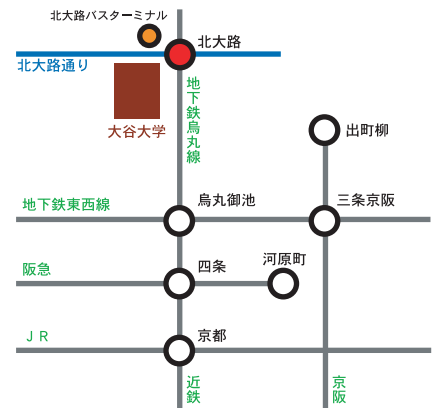 北大路バスターミナル
北大路
北大路通り
大谷大学
地下鉄烏丸線
出町柳
地下鉄東西線
烏丸御池
三条京阪
阪急
四条
河原町
JR
京都
近鉄
京阪